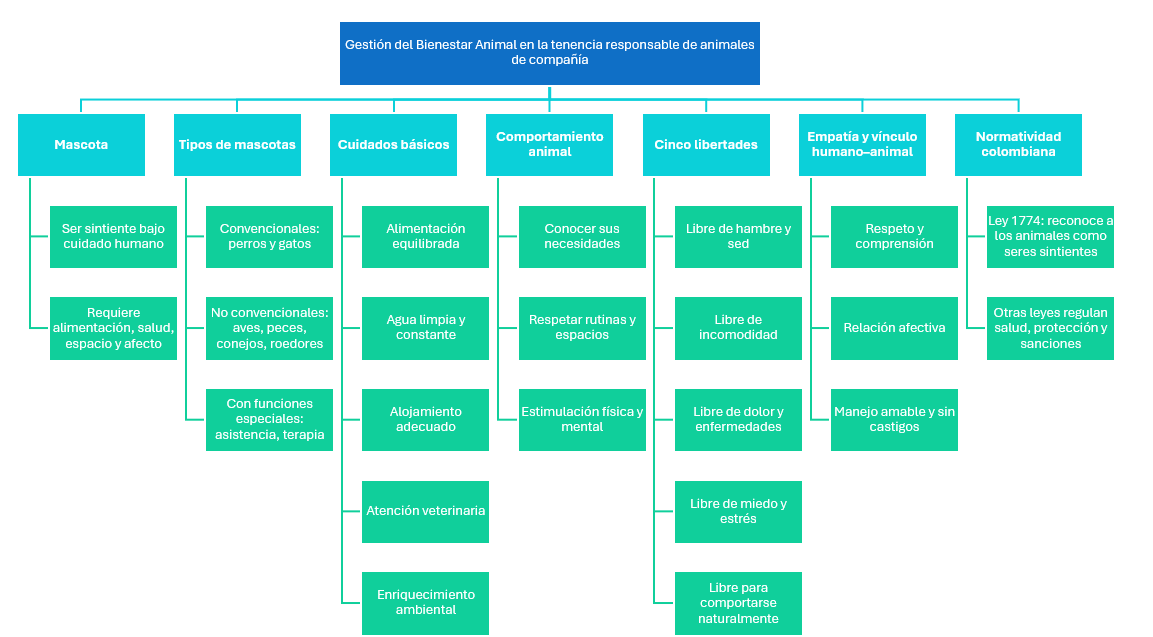 Gestión del Bienestar Animal en la tenencia responsable de animales
de compañía
Mascota
Ser sintiente bajo
cuidado humano
Requiere
alimentación, salud,
espacio y afecto
Tipos de mascotas
Convencionales:
perros y gatos
No convencionales:
aves, peces,
conejos, roedores
Con funciones
especiales:
asistencia, terapia
Cuidados básicos
Alimentación
equilibrada
Agua limpia y
constante
Alojamiento
adecuado
Atención veterinaria
Enriquecimiento
ambiental
Comportamiento
animal
Conocer sus
necesidades
Respetar rutinas y
espacios
Estimulación física y
mental
Cinco libertades
Libre de hambre y
sed
Libre de
incomodidad
Libre de dolor y
enfermedades
Libre de miedo y
estrés
Libre para
comportarse
naturalmente
Empatía y vínculo
humano–animal
Respeto y
comprensión
Relación afectiva
Manejo amable y sin
castigos
Normatividad
colombiana
Ley 1774: reconoce a
los animales como
seres sintientes
Otras leyes regulan
salud, protección y
sanciones